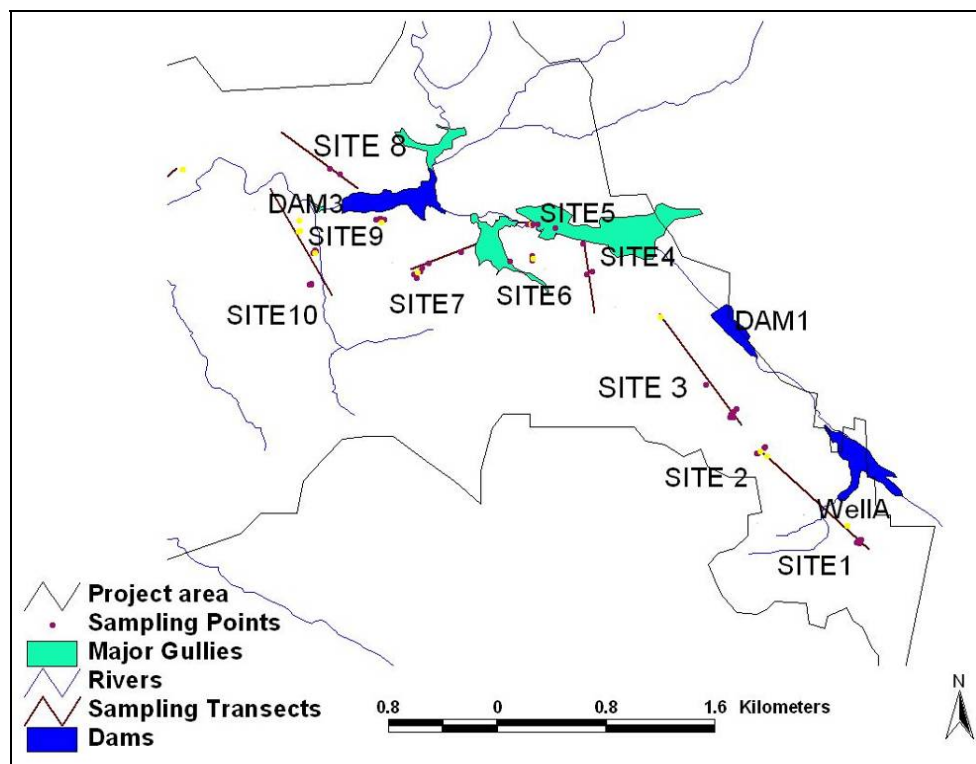 SITE 8
DAM3
SITE5
SITE9
SITE4
SITE6
SITE7
SITE10
DAM1
SITE 3
SITE 2
WellA
SITE1
Project area
Sampling Points
Major Gullies
Rivers
Sampling Transects
Dams
0.8 0 0.8 1.6 Kilometers
N